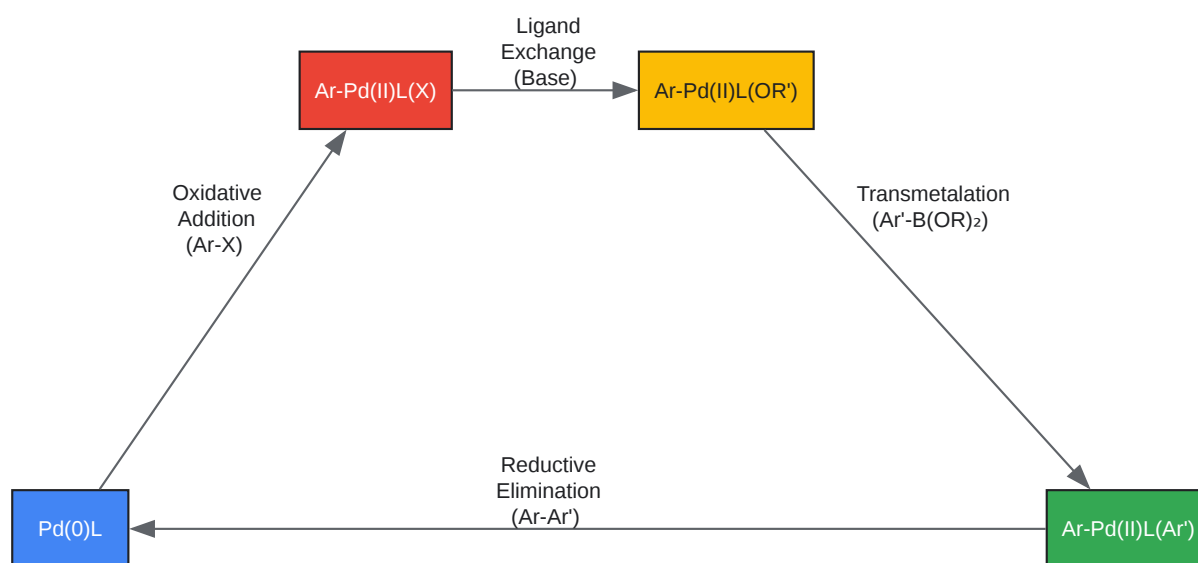 Ligand
Exchange
(Base)
Ar-Pd(II)L(X)
Ar-Pd(II)L(OR')
Oxidative
Addition
(Ar-X)
Transmetalation
(Ar'-B(OR)₂)
Reductive
Elimination
(Ar-Ar')
Pd(0)L
Ar-Pd(II)L(Ar')